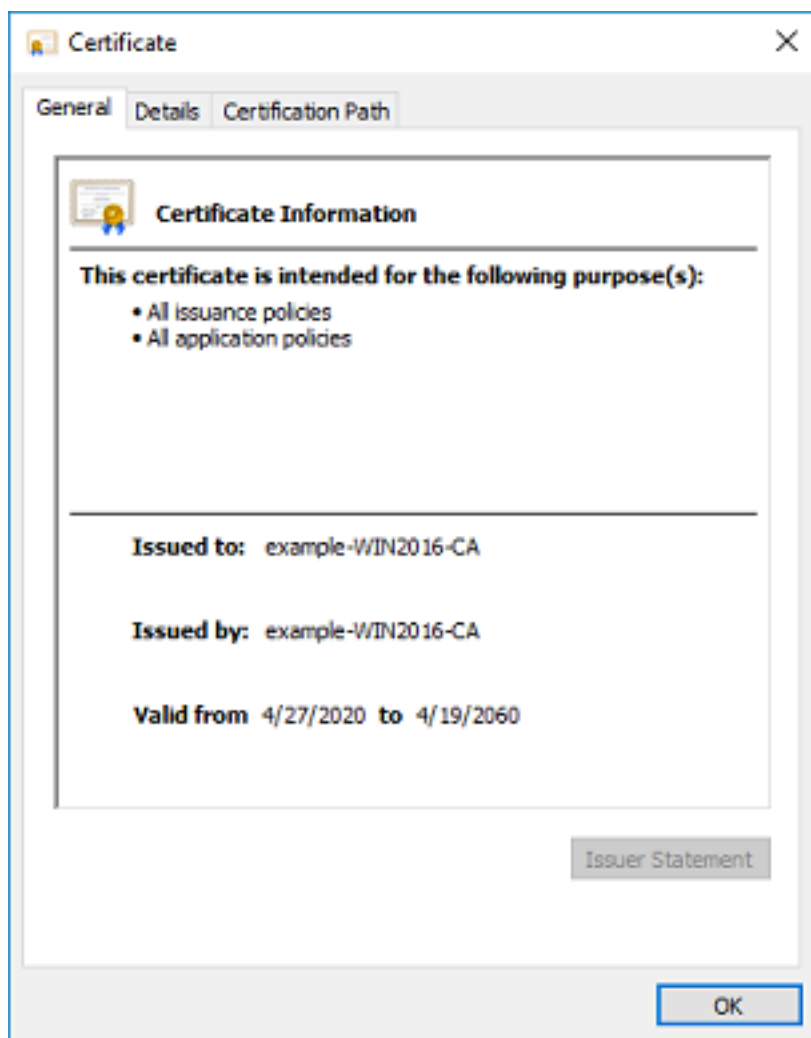 Certificate
General Details Certification Path
Certificate Information
This certificate is intended for the following purpose(s):
• All issuance policies
• All application policies
Issued to: example-WIN2016-CA
Issued by: example-WIN2016-CA
Valid from 4/27/2020 to 4/19/2060
Issuer Statement
OK